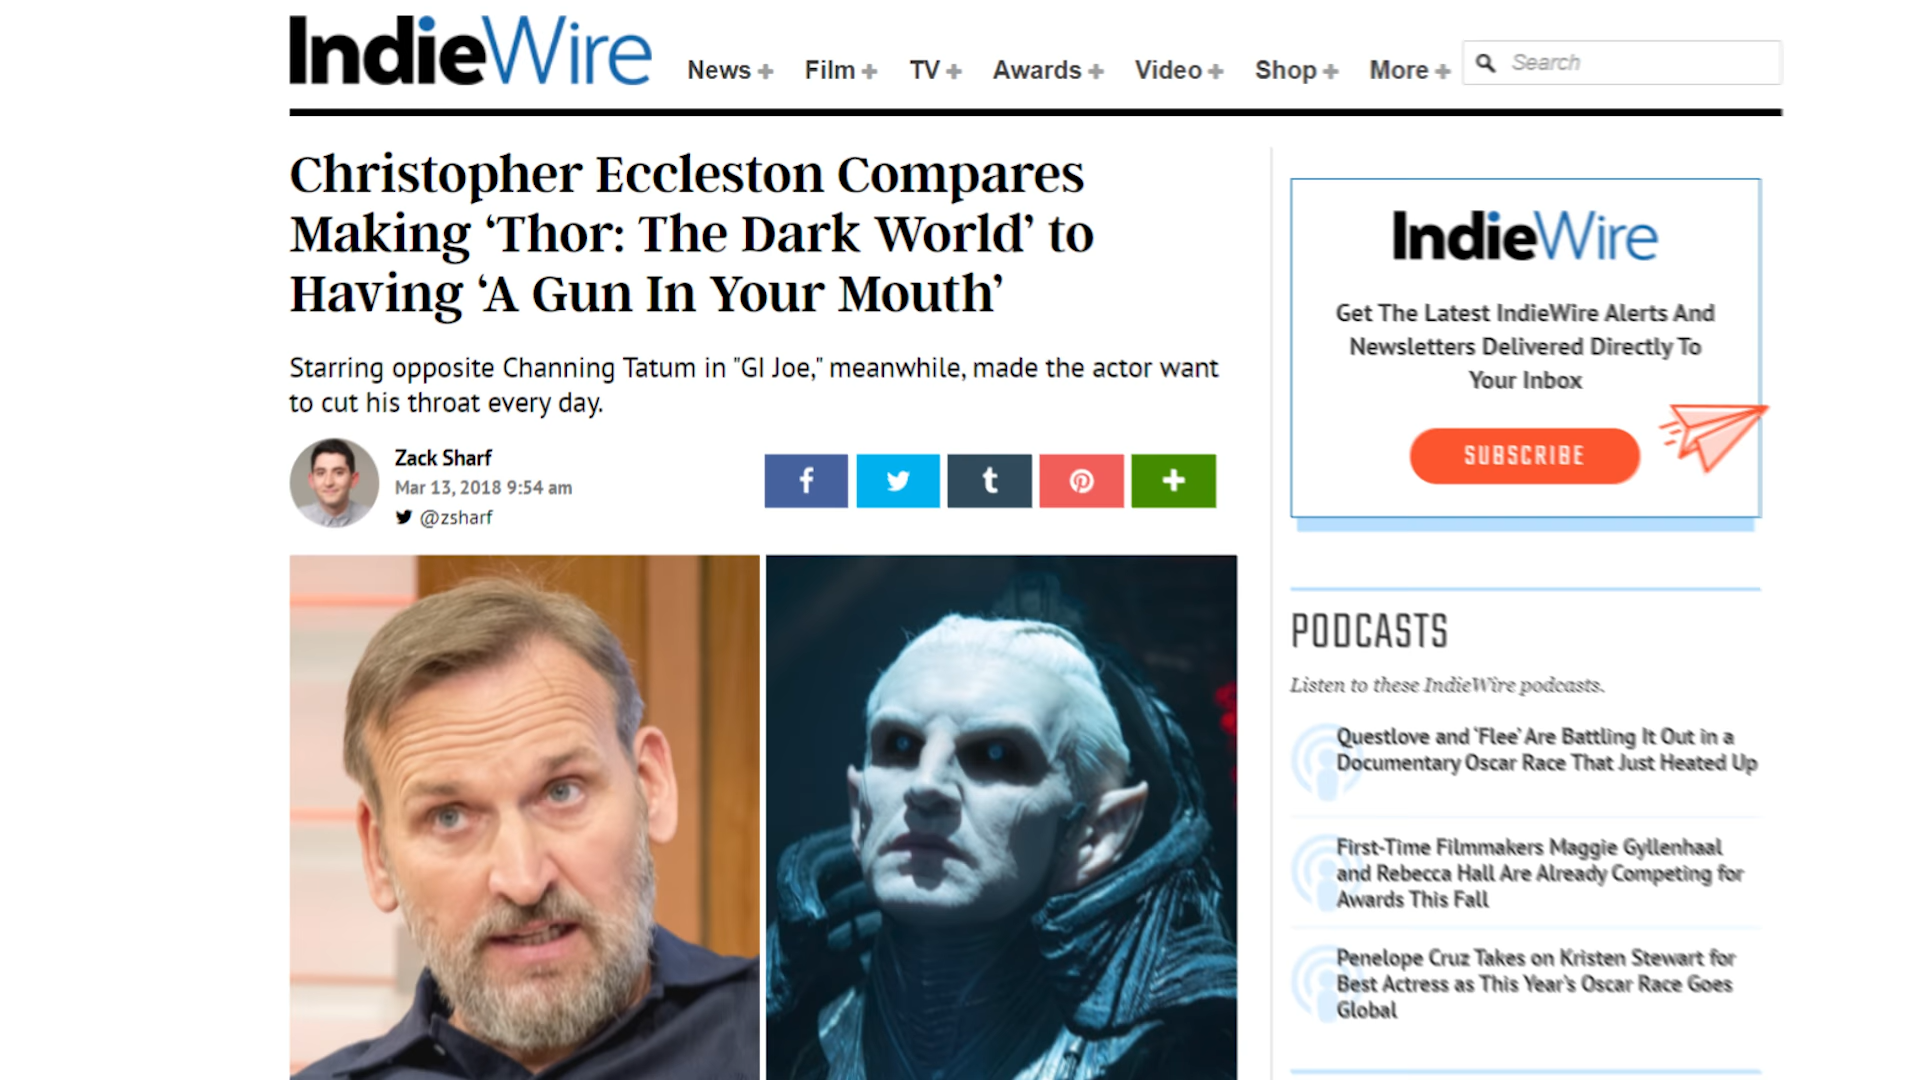 IndieWire
News + Film + TV + Awards + Video + Shop + More + Search
Christopher Eccleston Compares
Making ‘Thor: The Dark World’ to
Having ‘A Gun In Your Mouth’
Starring opposite Channing Tatum in "GI Joe," meanwhile, made the actor want
to cut his throat every day.
Zack Sharf
Mar 13, 2018 9:54 am
@zsharf
IndieWire
Get The Latest IndieWire Alerts And
Newsletters Delivered Directly To
Your Inbox
SUBSCRIBE
PODCASTS
Listen to these IndieWire podcasts.
Questlove and ‘Flee’ Are Battling It Out in a
Documentary Oscar Race That Just Heated Up
First-Time Filmmakers Maggie Gyllenhaal
and Rebecca Hall Are Already Competing for
Awards This Fall
Penelope Cruz Takes on Kristen Stewart for
Best Actress as This Year’s Oscar Race Goes
Global